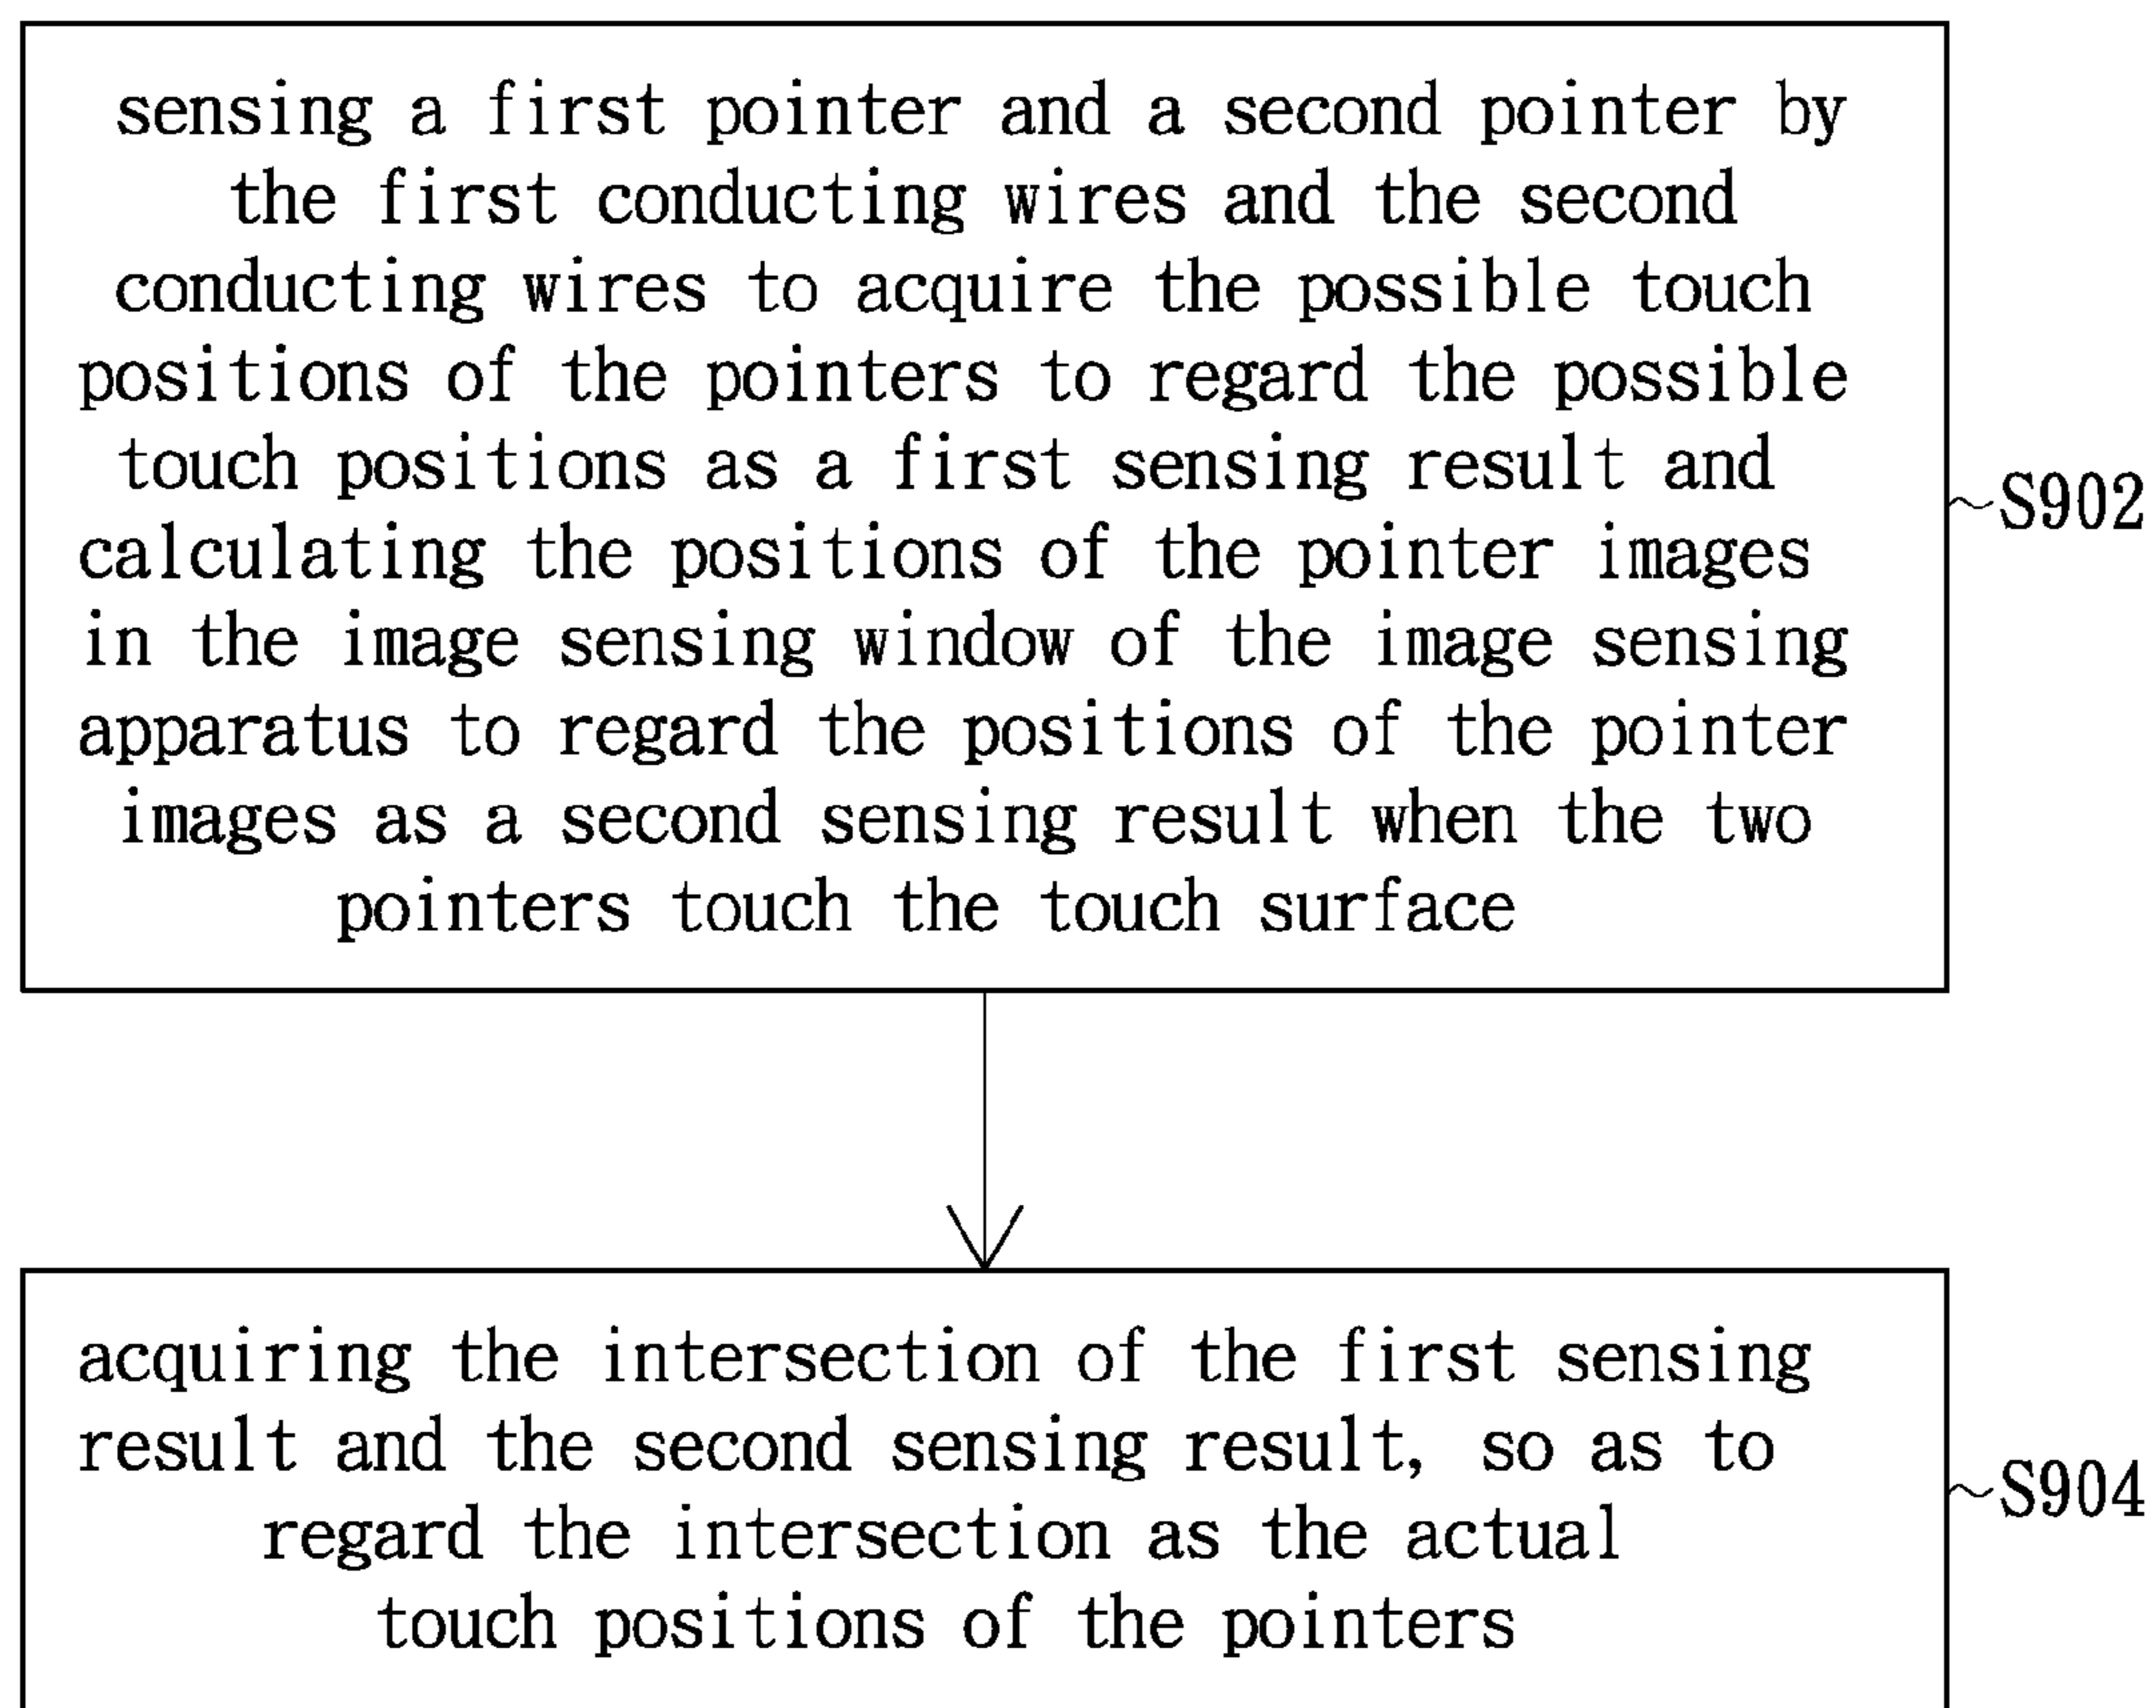 sensing a first pointer and a second pointer by
the first conducting wires and the second
conducting wires to acquire the possible touch
positions of the pointers to regard the possible
touch positions as a first sensing result and
calculating the positions of the pointer images
in the image sensing window of the image sensing
apparatus to regard the positions of the pointer
images as a second sensing result when the two
pointers touch the touch surface
S902
acquiring the intersection of the first sensing
result and the second sensing result, so as to
regard the intersection as the actual
touch positions of the pointers
S904